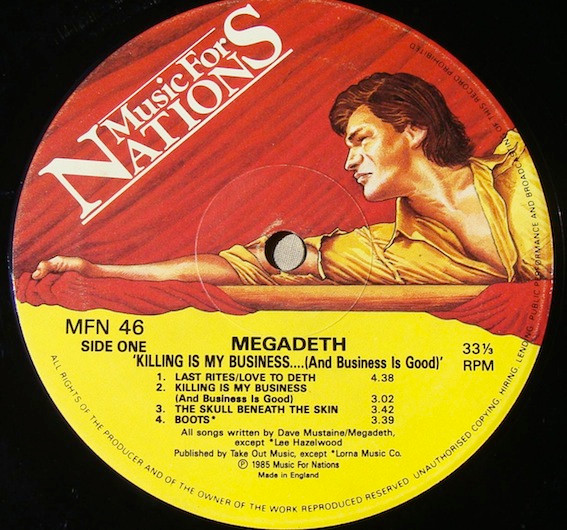 Music For
NATIONS
MFN 46
SIDE ONE
MEGADETH
'KILLING IS MY BUSINESS....(And Business Is Good)'
33⅓
RPM
1. LAST RITES/LOVE TO DETH 4.38
2. KILLING IS MY BUSINESS
(And Business Is Good) 3.02
3. THE SKULL BENEATH THE SKIN 3.42
4. BOOTS* 3.39
All songs written by Dave Mustaine/Megadeth,
except *Lee Hazelwood
Published by Take Out Music, except *Lorna Music Co.
℗ 1985 Music For Nations
Made in England
ALL RIGHTS OF THE PRODUCER AND OF THE OWNER OF THE WORK REPRODUCED RESERVED. UNAUTHORISED COPYING, HIRING, LENDING, PUBLIC PERFORMANCE AND BROADCASTING OF THIS RECORD PROHIBITED